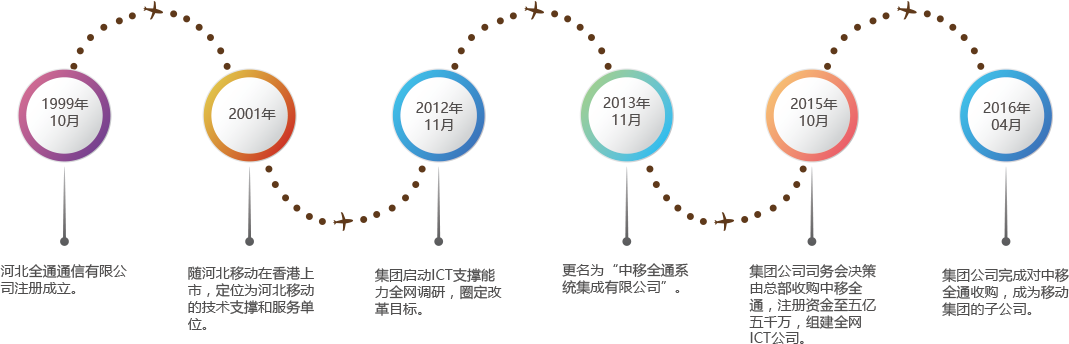 1999年
10月
2001年
2012年
11月
2013年
11月
2015年
10月
2016年
04月
河北全通通信有限公
司注册成立。
随河北移动在香港上
市，定位为河北移动
的技术支撑和服务单
位。
集团启动ICT支撑能
力全网调研，圈定改
革目标。
更名为“中移全通系
统集成有限公司”。
集团公司司务会决策
由总部收购中移全
通，注册资金至五亿
五千万，组建全网
ICT公司。
集团公司完成对中移
全通收购，成为移动
集团的子公司。